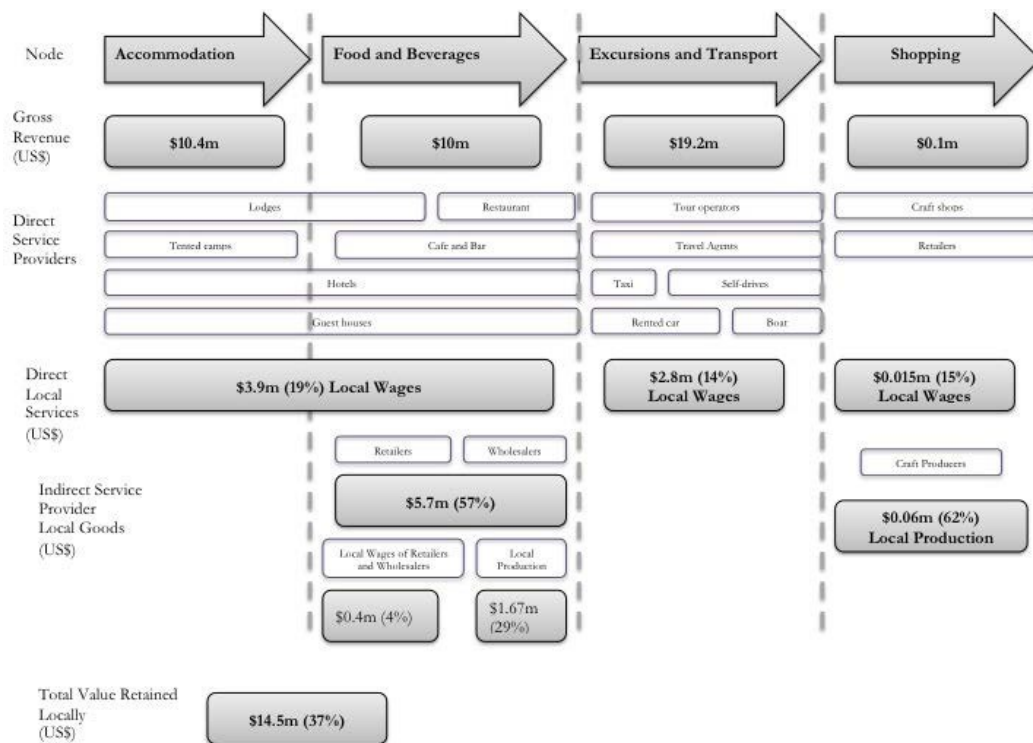 Node
Accommodation
Food and Beverages
Excursions and Transport
Shopping
Gross
Revenue
(US$)
$10.4m
$10m
$19.2m
$0.1m
Direct
Service
Providers
Lodges
Restaurant
Tour operators
Craft shops
Tented camps
Cafe and Bar
Travel Agents
Retailers
Hotels
Taxi
Self-drives
Guest houses
Rented car
Boat
Direct
Local
Services
(US$)
$3.9m (19%) Local Wages
$2.8m (14%)
Local Wages
$0.015m (15%)
Local Wages
Retailers
Wholesalers
Craft Producers
Indirect Service
Provider
Local Goods
(US$)
$5.7m (57%)
$0.06m (62%)
Local Production
Local Wages of Retailers
and Wholesalers
Local
Production
$0.4m (4%)
$1.67m
(29%)
Total Value Retained
Locally
(US$)
$14.5m (37%)